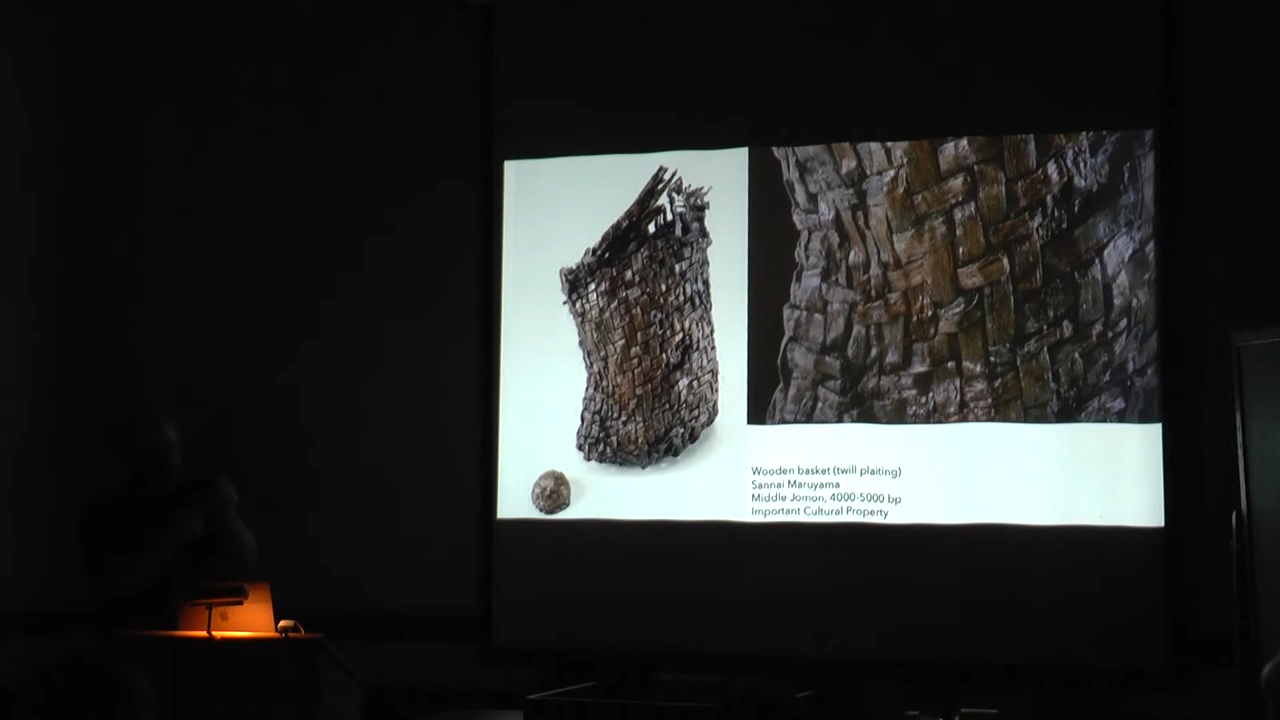 Wooden basket (twill plaiting)
Sannai Maruyama
Middle Jomon, 4000-5000 bp
Important Cultural Property